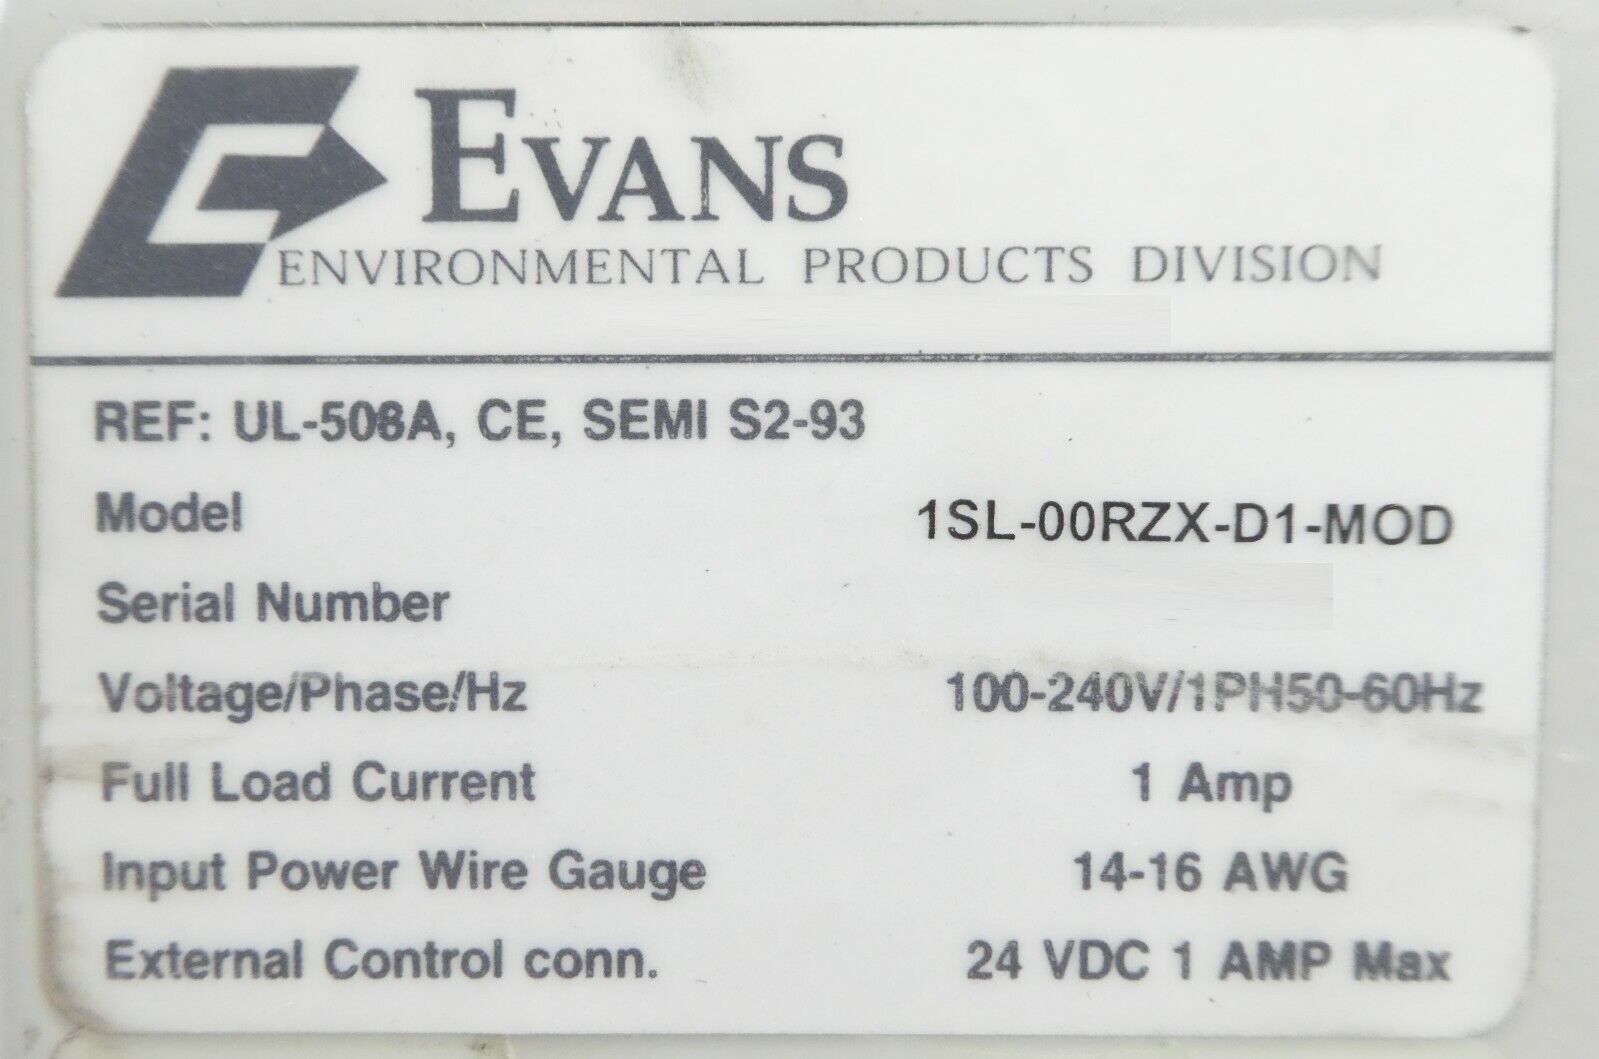 EVANS
ENVIRONMENTAL PRODUCTS DIVISION
REF: UL-508A, CE, SEMI S2-93
Model 1SL-00RZX-D1-MOD
Serial Number
Voltage/Phase/Hz 100-240V/1PH50-60Hz
Full Load Current 1 Amp
Input Power Wire Gauge 14-16 AWG
External Control conn. 24 VDC 1 AMP Max